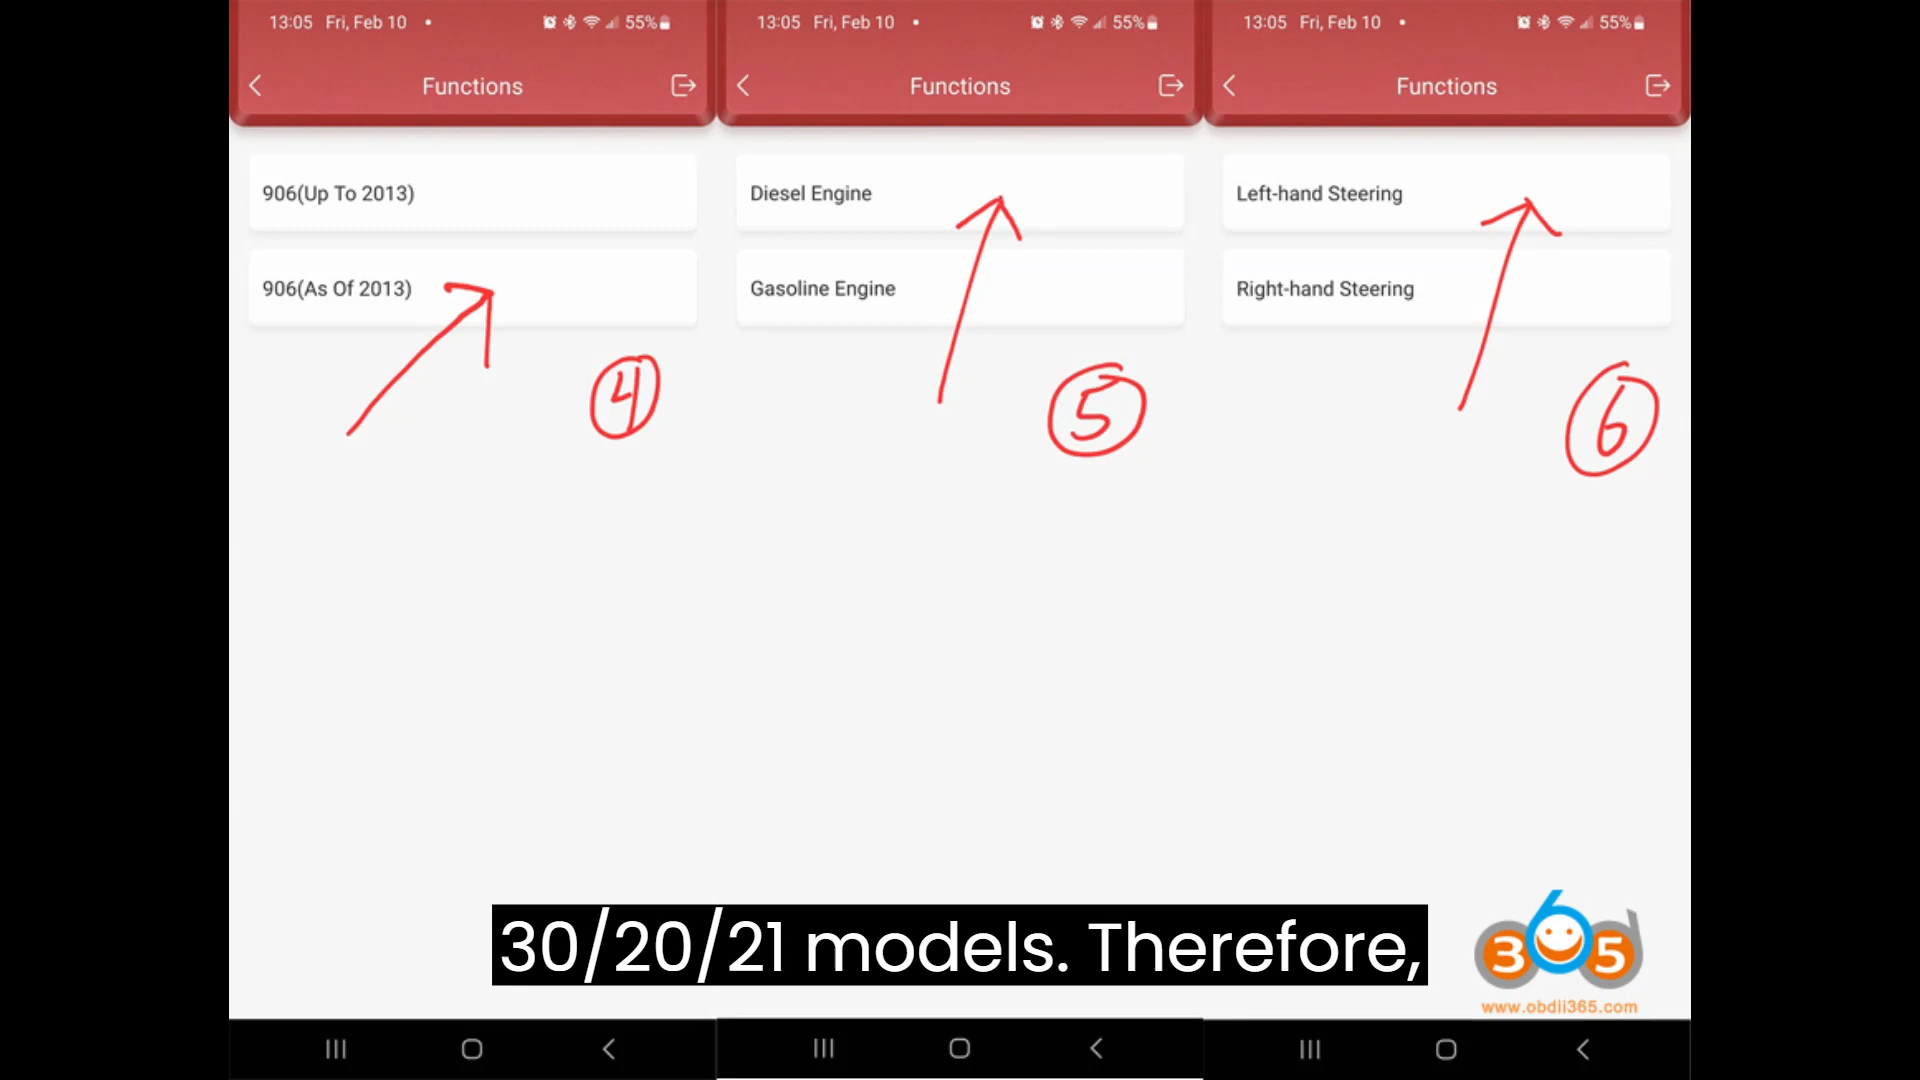 13:05 Fri, Feb 10 • 55%
Functions
906(Up To 2013)
906(As Of 2013)
4
13:05 Fri, Feb 10 • 55%
Functions
Diesel Engine
Gasoline Engine
5
13:05 Fri, Feb 10 • 55%
Functions
Left-hand Steering
Right-hand Steering
6
30/20/21 models. Therefore,
365d
www.obdii365.com